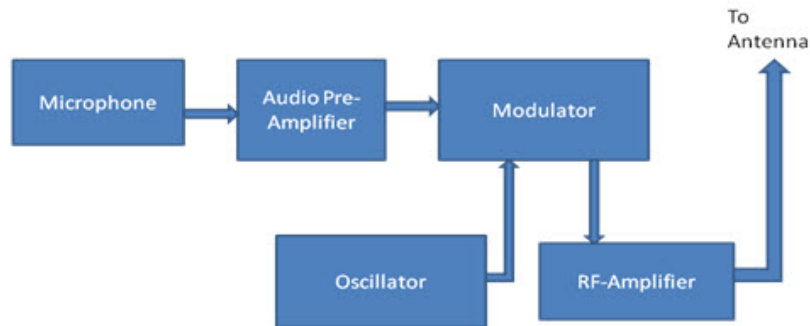 To
Antenna
Microphone
Audio Pre-
Amplifier
Modulator
Oscillator
RF-Amplifier